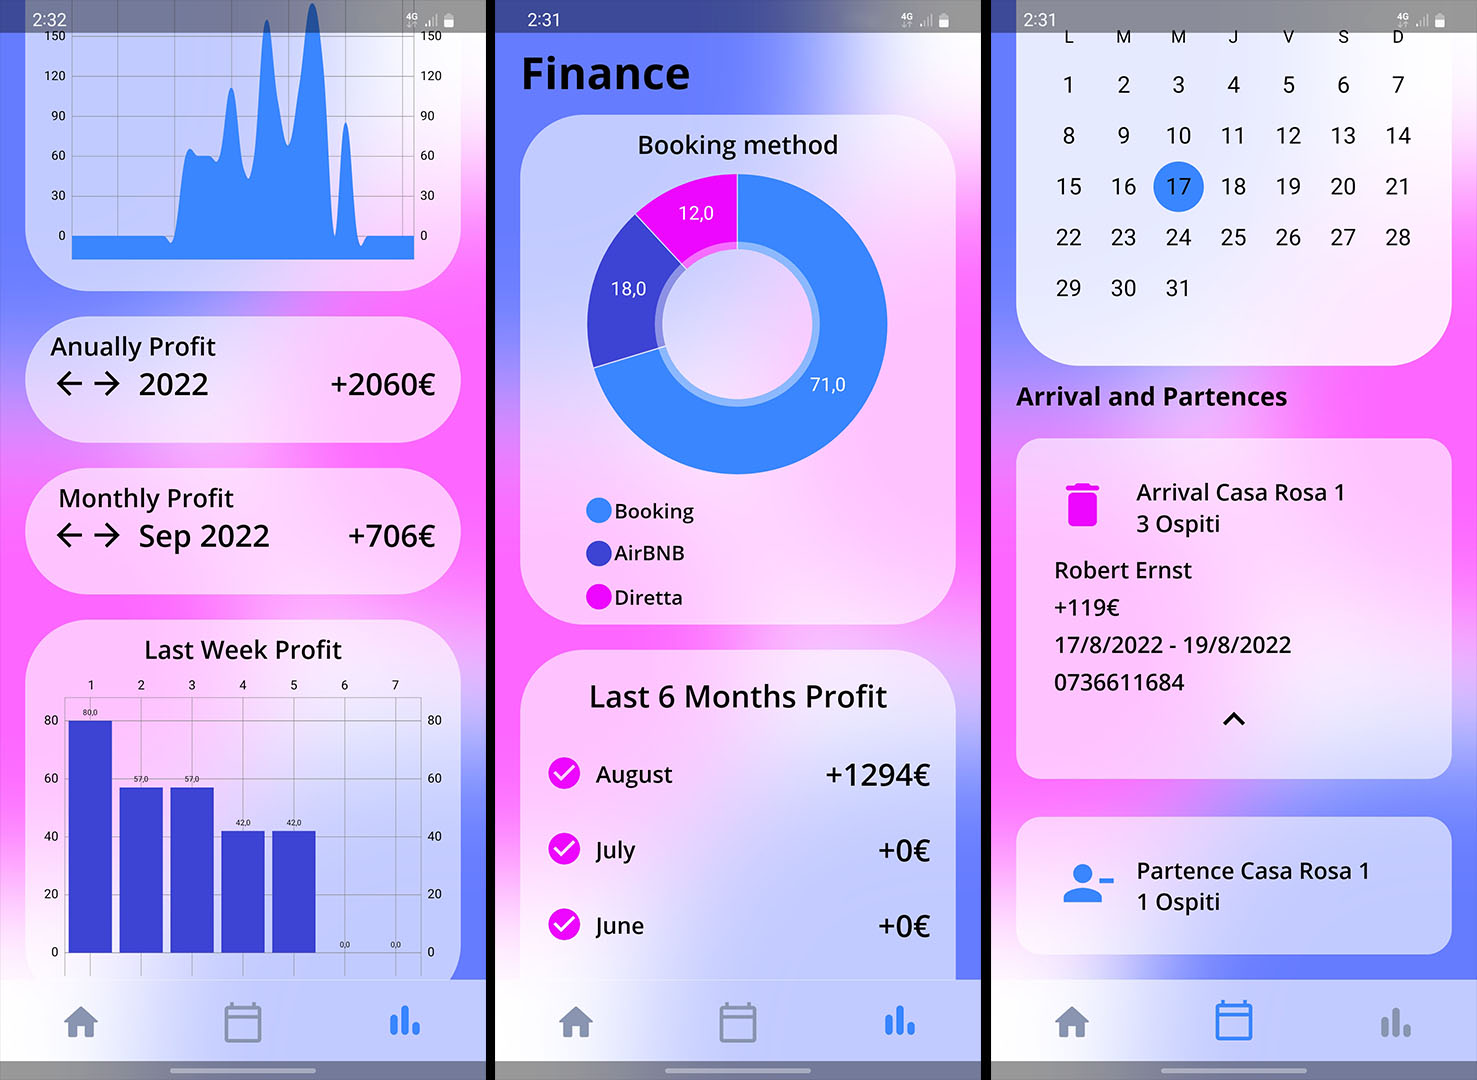 2:32
4G
150 150
120 120
90 90
60 60
30 30
0 0
Anually Profit
← → 2022 +2060€
Monthly Profit
← → Sep 2022 +706€
Last Week Profit
1 2 3 4 5 6 7
80,0
80 80
57,0 57,0
60 60
42,0 42,0
40 40
20 20
0,0 0,0
0 0
2:31
4G
Finance
Booking method
12,0
18,0
71,0
Booking
AirBNB
Diretta
Last 6 Months Profit
August +1294€
July +0€
June +0€
2:31
4G
L M M J V S D
1 2 3 4 5 6 7
8 9 10 11 12 13 14
15 16 17 18 19 20 21
22 23 24 25 26 27 28
29 30 31
Arrival and Partences
Arrival Casa Rosa 1
3 Ospiti
Robert Ernst
+119€
17/8/2022 - 19/8/2022
0736611684
Partence Casa Rosa 1
1 Ospiti